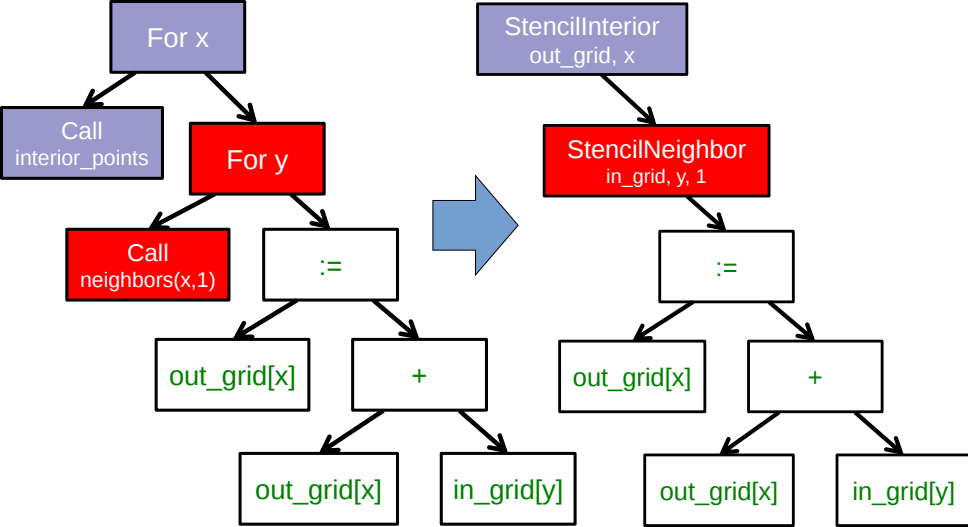 For x
Call
interior_points
For y
Call
neighbors(x,1)
:=
out_grid[x]
+
out_grid[x]
in_grid[y]
StencilInterior
out_grid, x
StencilNeighbor
in_grid, y, 1
:=
out_grid[x]
+
out_grid[x]
in_grid[y]